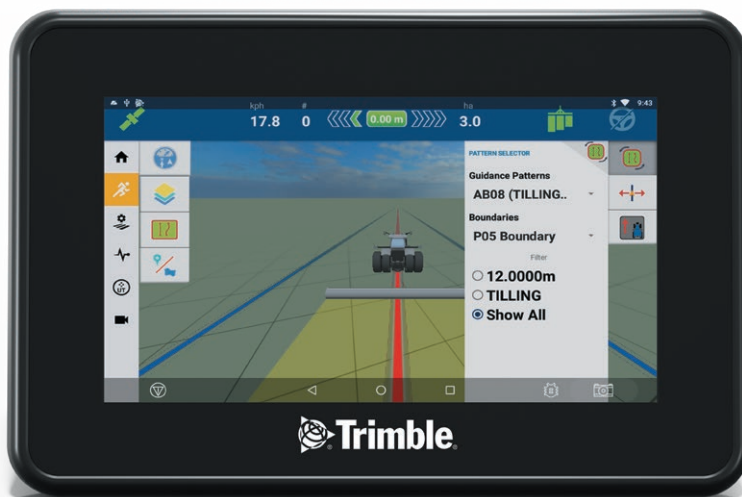 9:43
kph
#
ha
17.8
0
0.00 m
3.0
PATTERN SELECTOR
Guidance Patterns
AB08 (TILLING..
Boundaries
P05 Boundary
Filter
12.0000m
TILLING
Show All
UT
Trimble